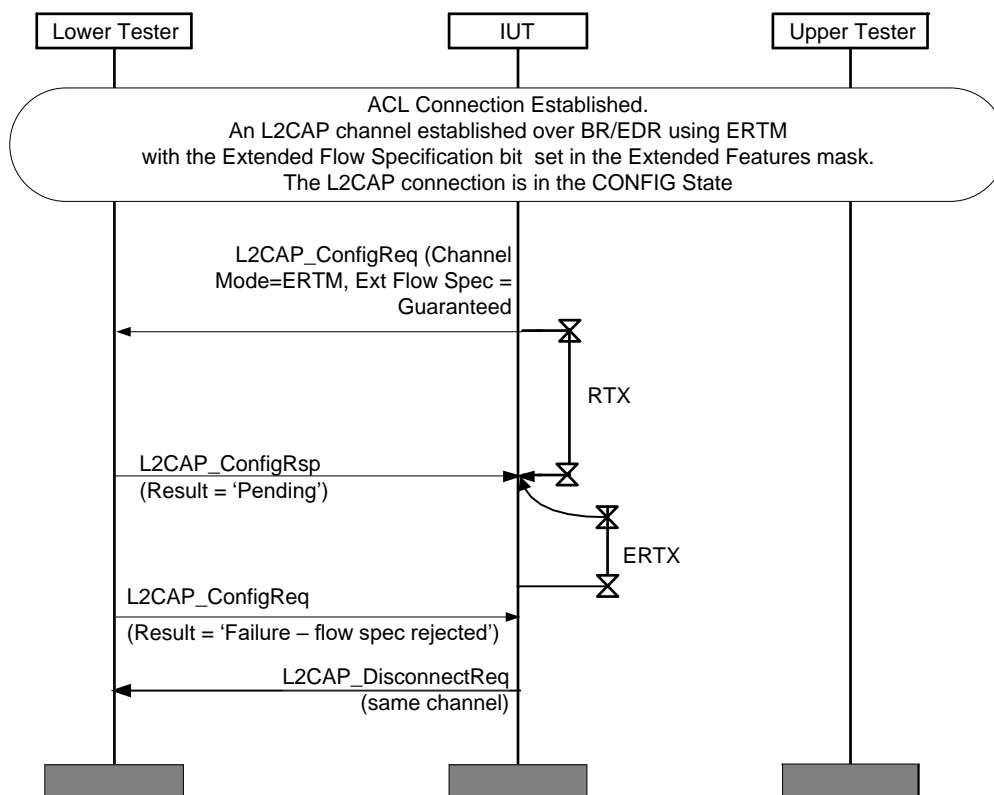 Lower Tester
IUT
Upper Tester
ACL Connection Established.
An L2CAP channel established over BR/EDR using ERTM
with the Extended Flow Specification bit set in the Extended Features mask.
The L2CAP connection is in the CONFIG State
L2CAP_ConfigReq (Channel
Mode=ERTM, Ext Flow Spec =
Guaranteed
RTX
L2CAP_ConfigRsp
(Result = ‘Pending’)
ERTX
L2CAP_ConfigReq
(Result = ‘Failure – flow spec rejected’)
L2CAP_DisconnectReq
(same channel)